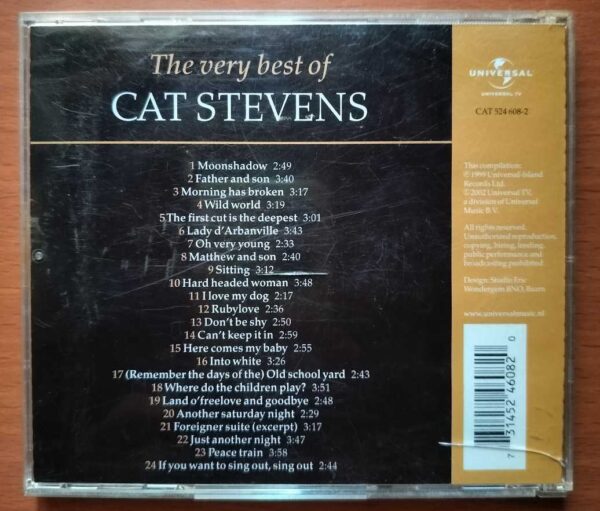 The very best of
CAT STEVENS
1 Moonshadow 2:49
2 Father and son 3:40
3 Morning has broken 3:17
4 Wild world 3:19
5 The first cut is the deepest 3:01
6 Lady d'Arbanville 3:43
7 Oh very young 2:33
8 Matthew and son 2:40
9 Sitting 3:12
10 Hard headed woman 3:48
11 I love my dog 2:17
12 Rubylove 2:36
13 Don't be shy 2:50
14 Can't keep it in 2:59
15 Here comes my baby 2:55
16 Into white 3:26
17 (Remember the days of the) Old school yard 2:43
18 Where do the children play? 3:51
19 Land o'freelove and goodbye 2:48
20 Another saturday night 2:29
21 Foreigner suite (excerpt) 3:17
22 Just another night 3:47
23 Peace train 3:58
24 If you want to sing out, sing out 2:44
UNIVERSAL
UNIVERSAL TV
CAT 524 608-2
This compilation:
℗ 1999 Universal-Island
Records Ltd.
© 2002 Universal TV,
a division of Universal
Music B.V.
All rights reserved.
Unauthorized reproduction,
copying, hiring, lending,
public performance and
broadcasting prohibited
Design: Studio Eric
Wondergem BNO, Baarn
www.universalmusic.nl
7 31452 46082 0